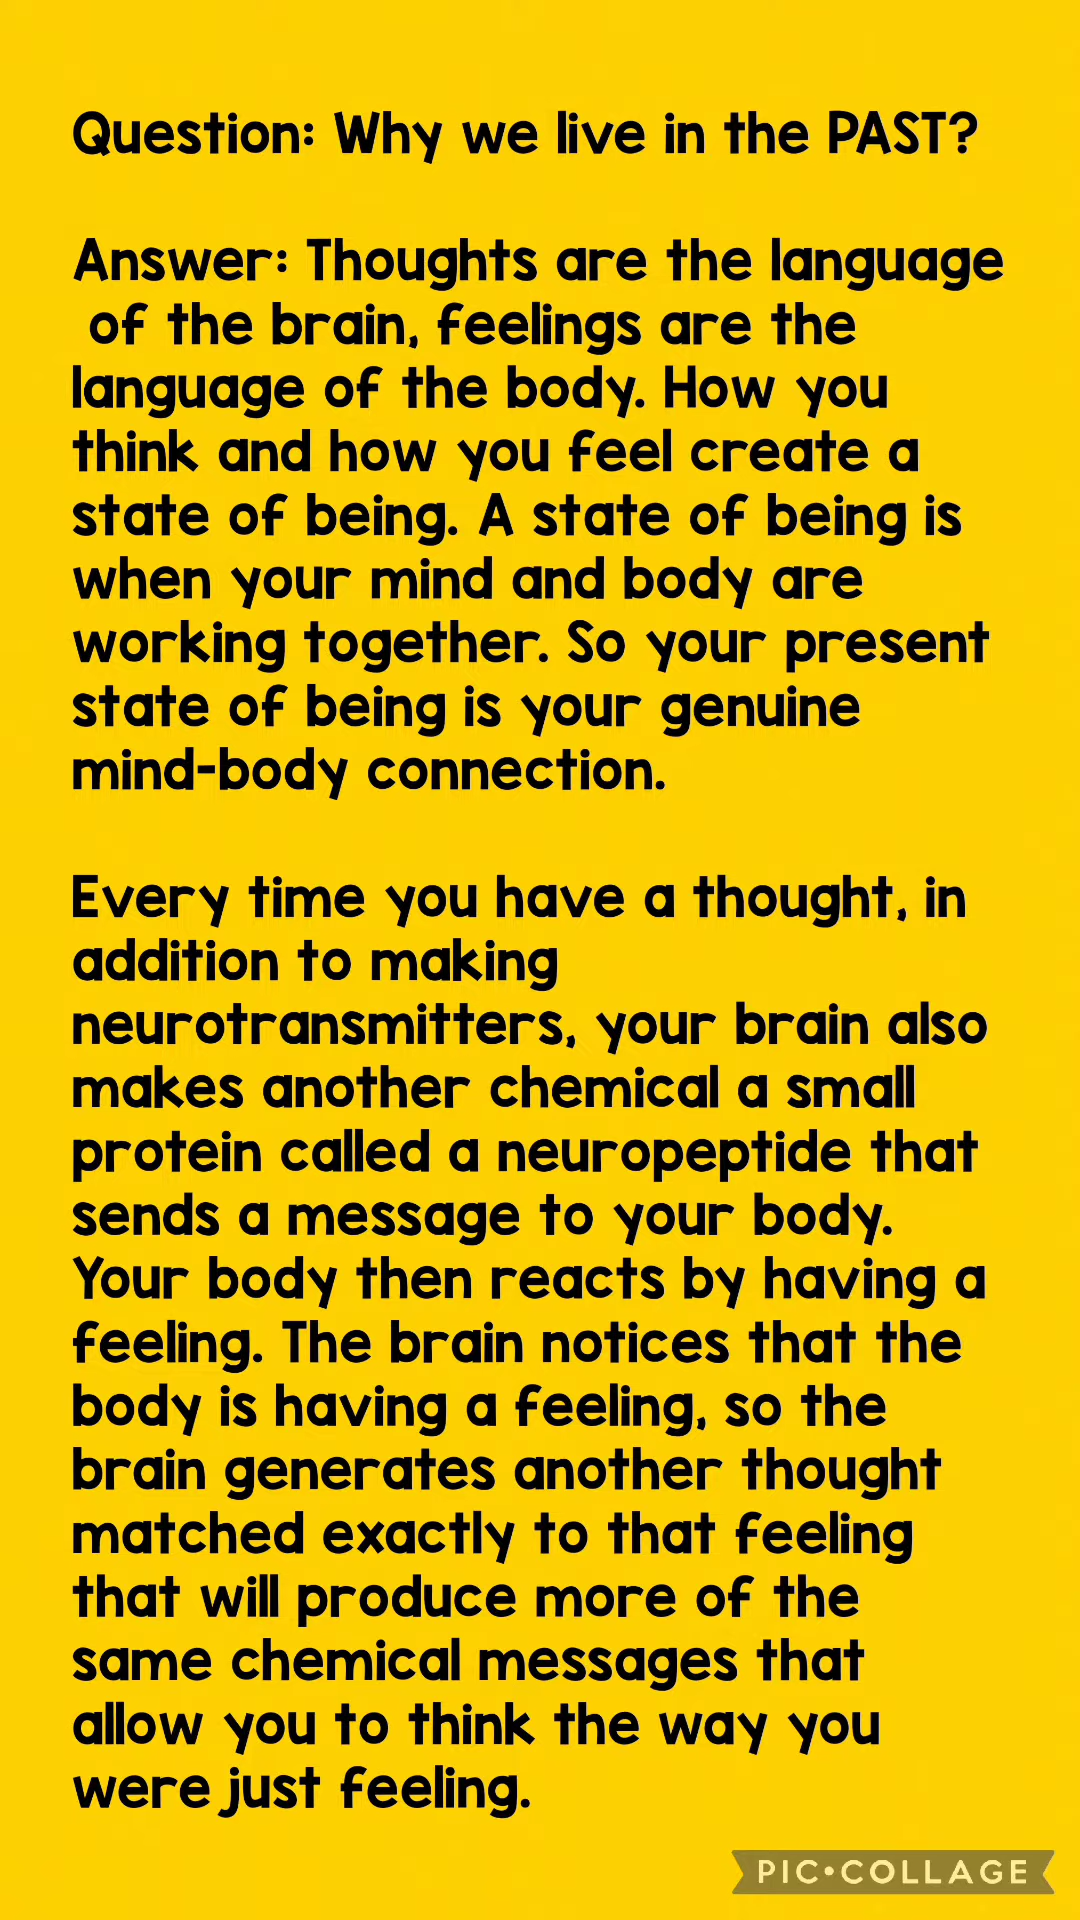 Question: Why we live in the PAST?
Answer: Thoughts are the language
of the brain, feelings are the
language of the body. How you
think and how you feel create a
state of being. A state of being is
when your mind and body are
working together. So your present
state of being is your genuine
mind-body connection.
Every time you have a thought, in
addition to making
neurotransmitters, your brain also
makes another chemical a small
protein called a neuropeptide that
sends a message to your body.
Your body then reacts by having a
feeling. The brain notices that the
body is having a feeling, so the
brain generates another thought
matched exactly to that feeling
that will produce more of the
same chemical messages that
allow you to think the way you
were just feeling.
PIC•COLLAGE